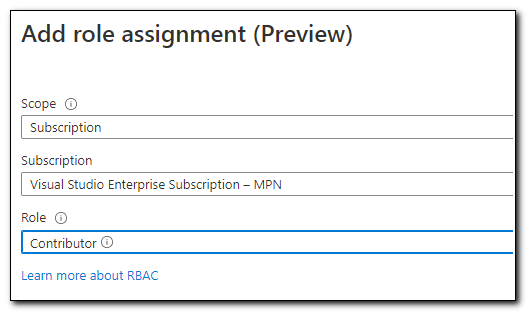 Add role assignment (Preview)
Scope
Subscription
Subscription
Visual Studio Enterprise Subscription – MPN
Role
Contributor
Learn more about RBAC